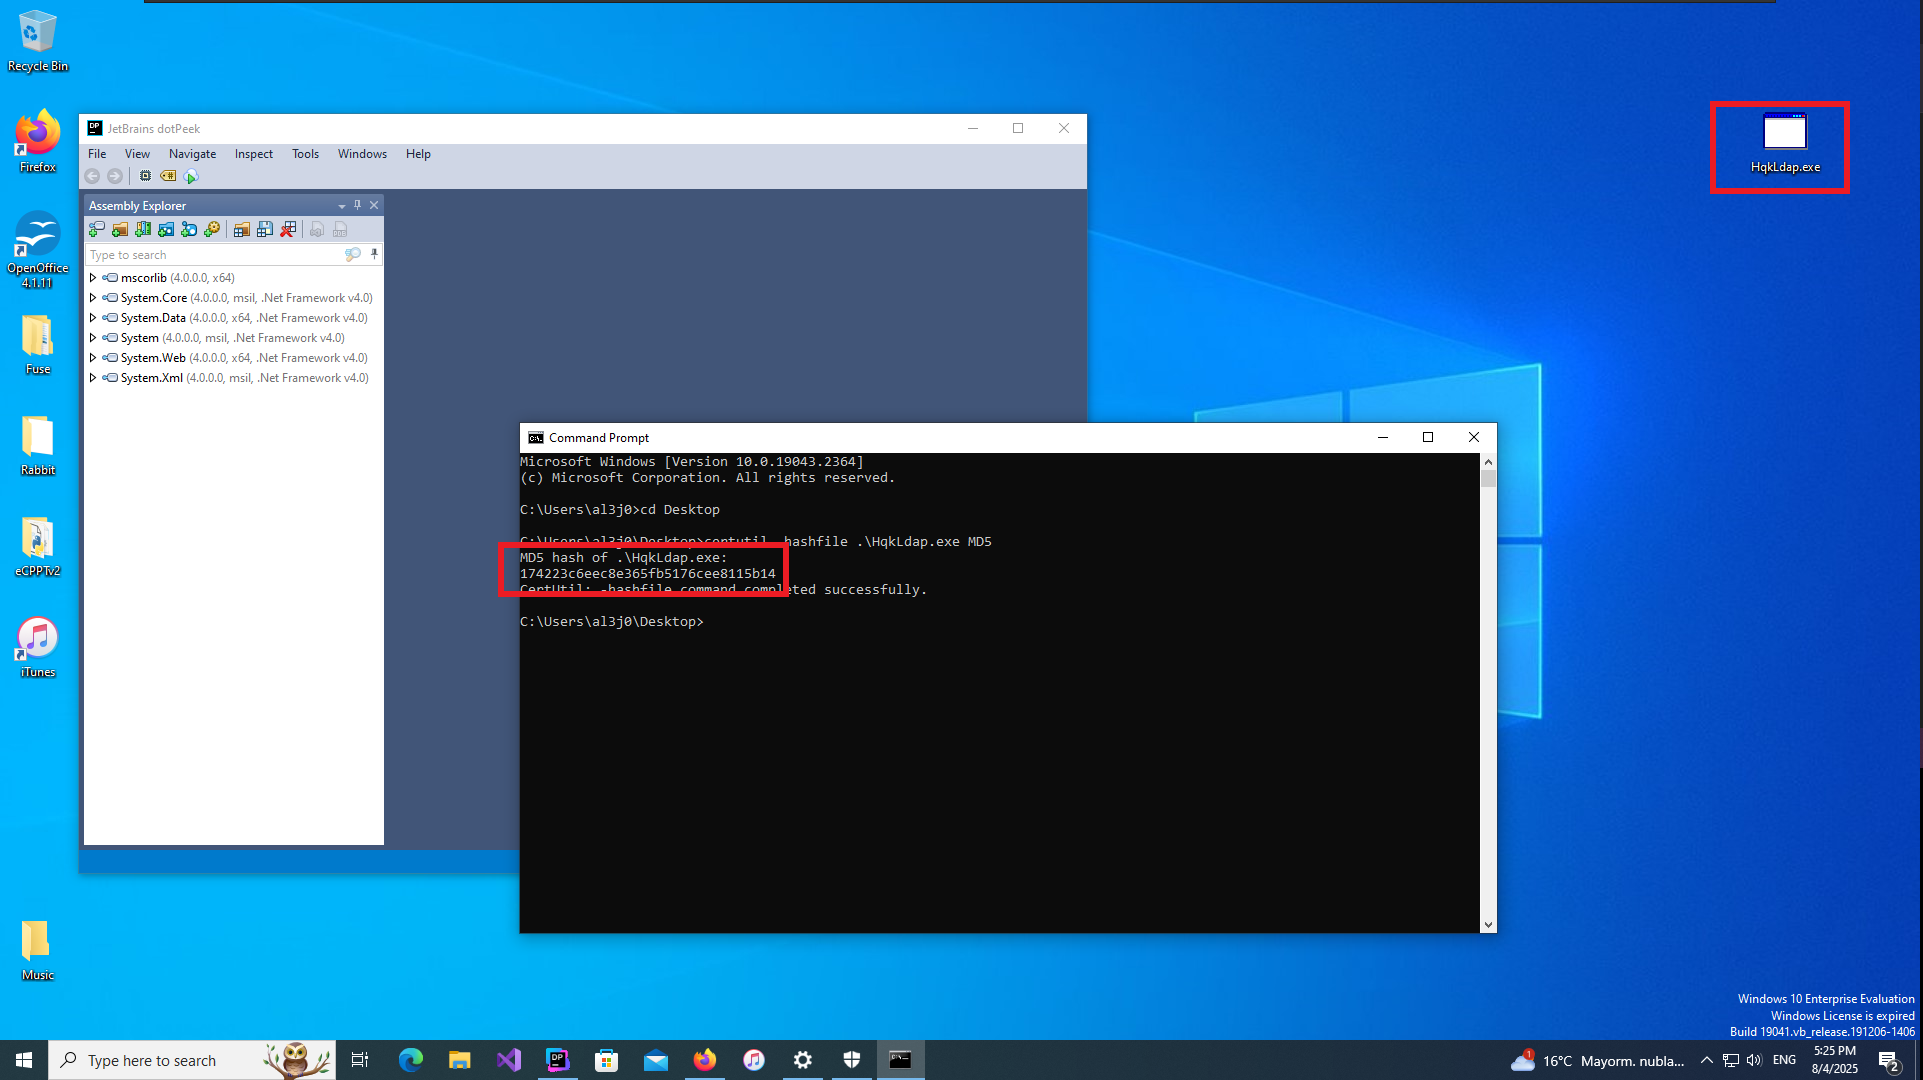 Recycle Bin
Firefox
OpenOffice
4.1.11
Fuse
Rabbit
eCPPTv2
iTunes
Music
JetBrains dotPeek
File View Navigate Inspect Tools Windows Help
Assembly Explorer
Type to search
mscorlib (4.0.0.0, x64)
System.Core (4.0.0.0, msil, .Net Framework v4.0)
System.Data (4.0.0.0, x64, .Net Framework v4.0)
System (4.0.0.0, msil, .Net Framework v4.0)
System.Web (4.0.0.0, x64, .Net Framework v4.0)
System.Xml (4.0.0.0, msil, .Net Framework v4.0)
HqkLdap.exe
Command Prompt
Microsoft Windows [Version 10.0.19043.2364]
(c) Microsoft Corporation. All rights reserved.
C:\Users\al3j0>cd Desktop
C:\Users\al3j0\Desktop>certutil -hashfile .\HqkLdap.exe MD5
MD5 hash of .\HqkLdap.exe:
174223c6eec8e365fb5176cee8115b14
CertUtil: -hashfile command completed successfully.
C:\Users\al3j0\Desktop>
Windows 10 Enterprise Evaluation
Windows License is expired
Build 19041.vb_release.191206-1406
Type here to search
DP
1
16°C Mayorm. nubla...
ENG
5:25 PM
8/4/2025
2